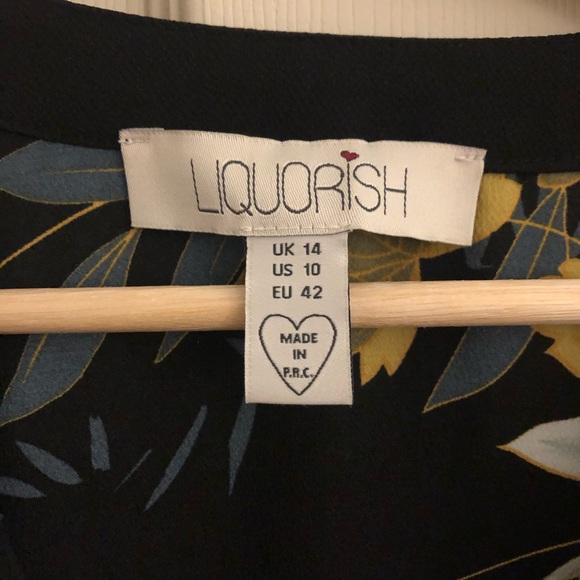 LIQUORISH
UK 14
US 10
EU 42
MADE
IN
P.R.C.